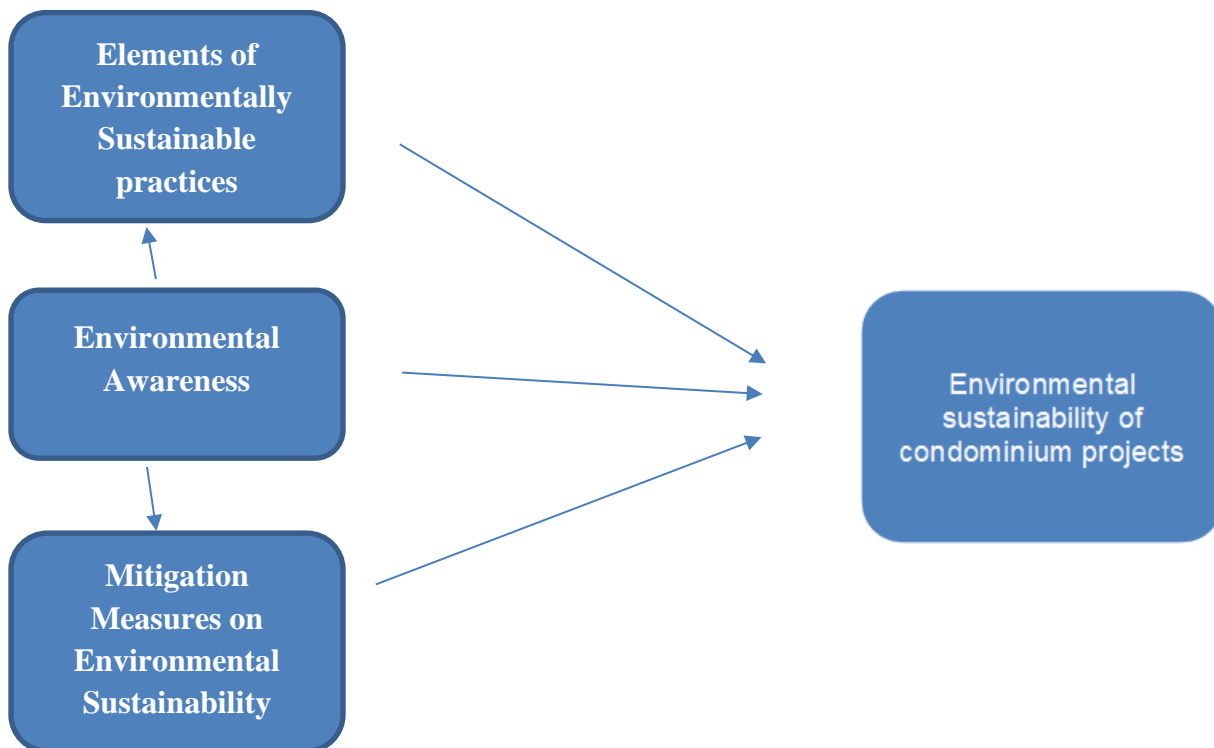 Elements of
Environmentally
Sustainable
practices
Environmental
Awareness
Mitigation
Measures on
Environmental
Sustainability
Environmental
sustainability of
condominium projects